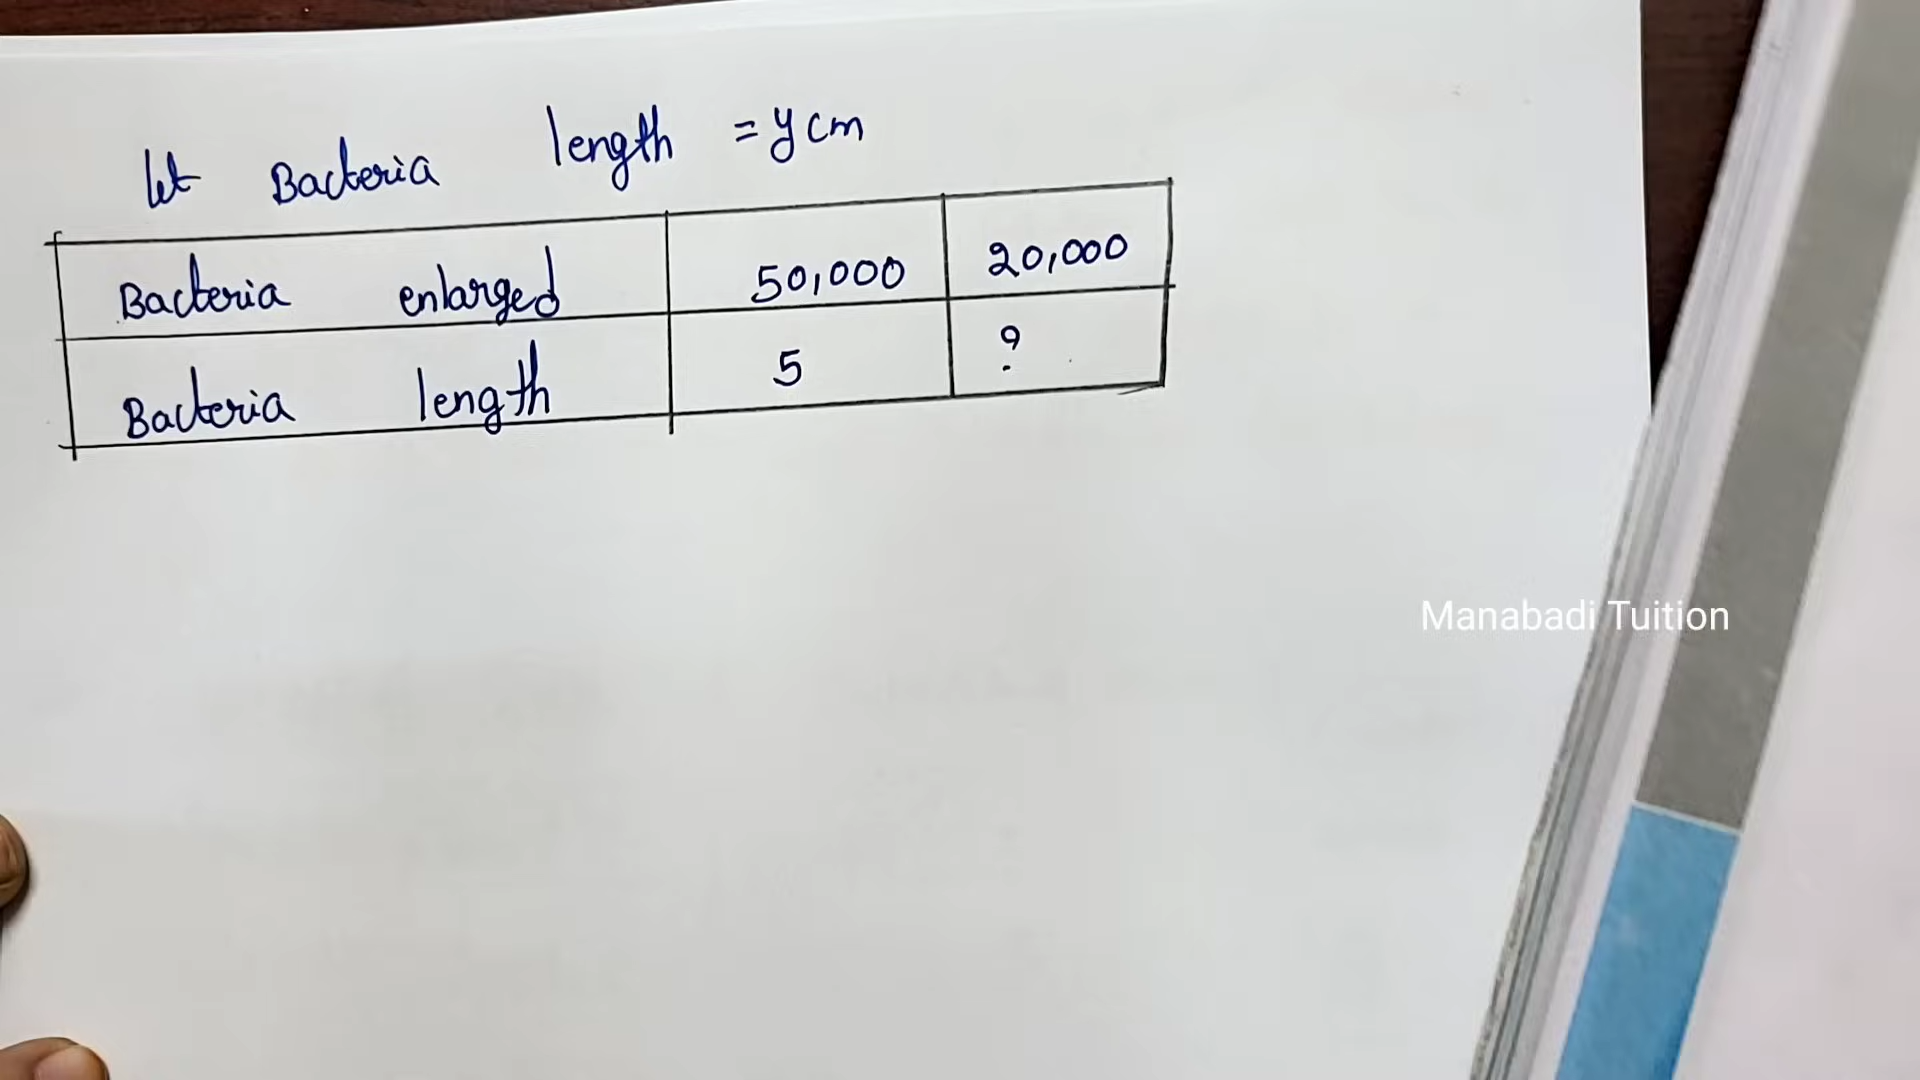 let Bacteria length = y cm
Bacteria enlarged 50,000 20,000
Bacteria length 5 ?
Manabadi Tuition